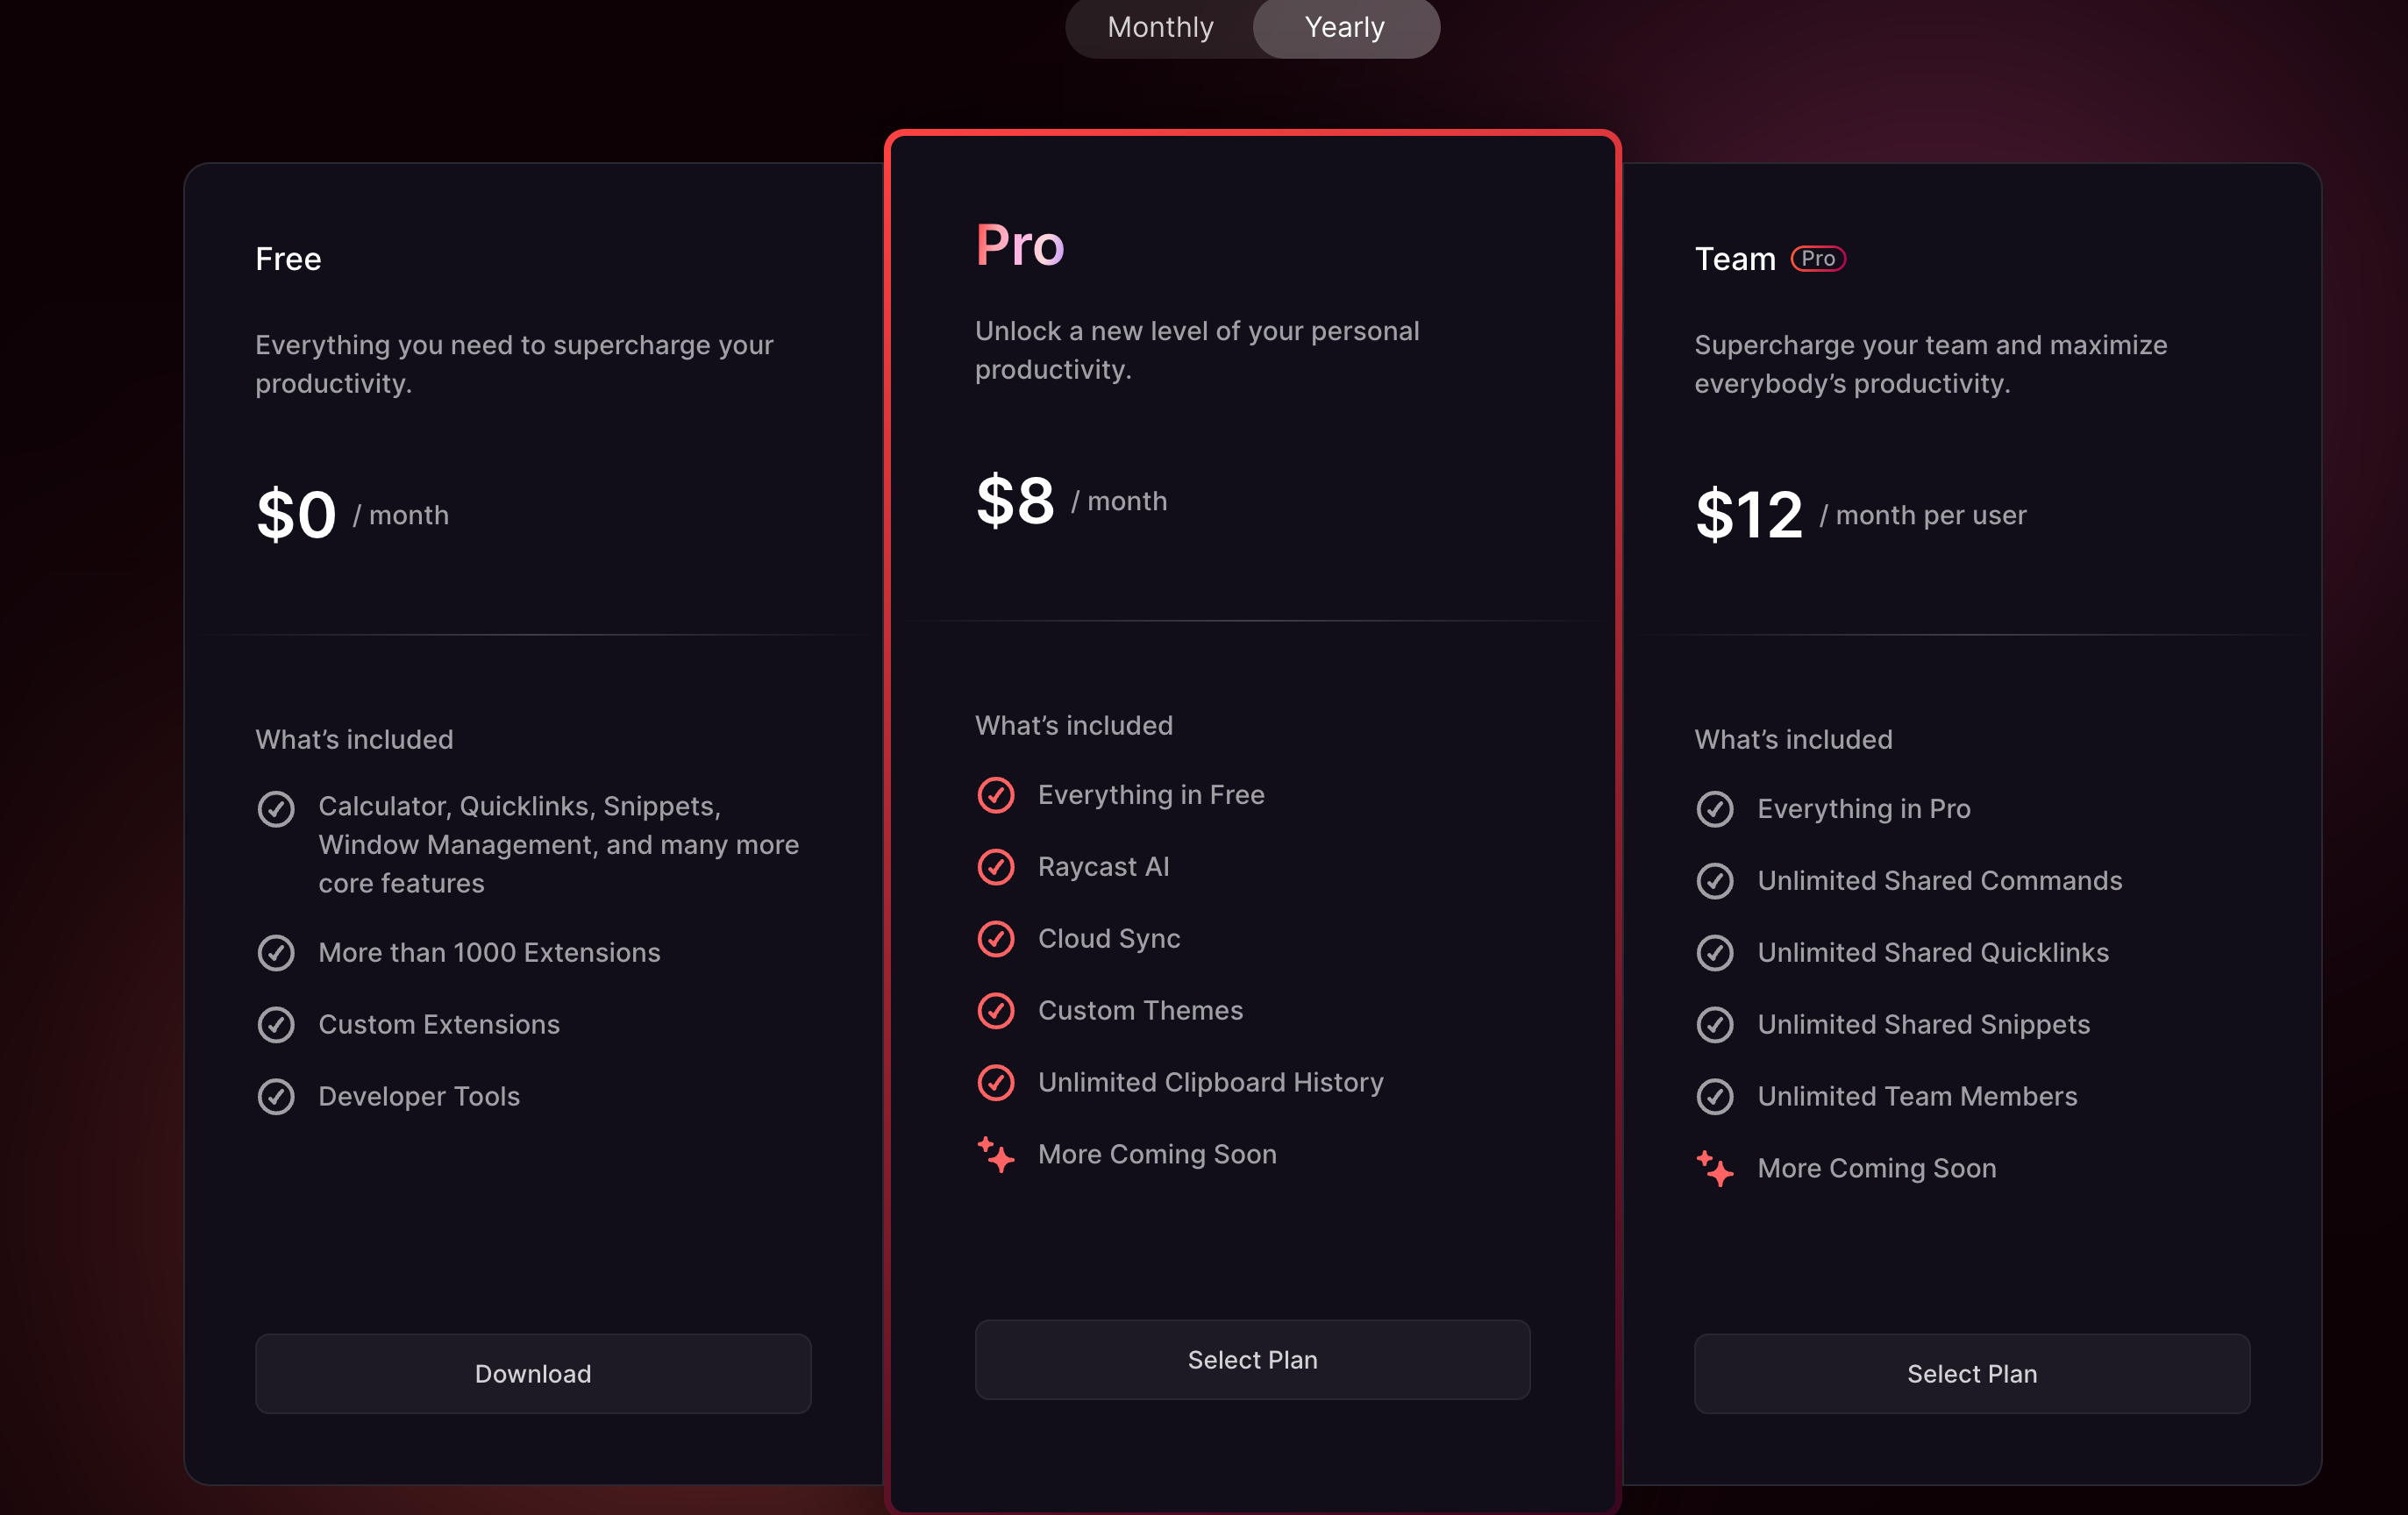 Monthly
Yearly
Free
Everything you need to supercharge your
productivity.
$0 / month
What’s included
Calculator, Quicklinks, Snippets,
Window Management, and many more
core features
More than 1000 Extensions
Custom Extensions
Developer Tools
Download
Pro
Unlock a new level of your personal
productivity.
$8 / month
What’s included
Everything in Free
Raycast AI
Cloud Sync
Custom Themes
Unlimited Clipboard History
More Coming Soon
Select Plan
Team Pro
Supercharge your team and maximize
everybody’s productivity.
$12 / month per user
What’s included
Everything in Pro
Unlimited Shared Commands
Unlimited Shared Quicklinks
Unlimited Shared Snippets
Unlimited Team Members
More Coming Soon
Select Plan